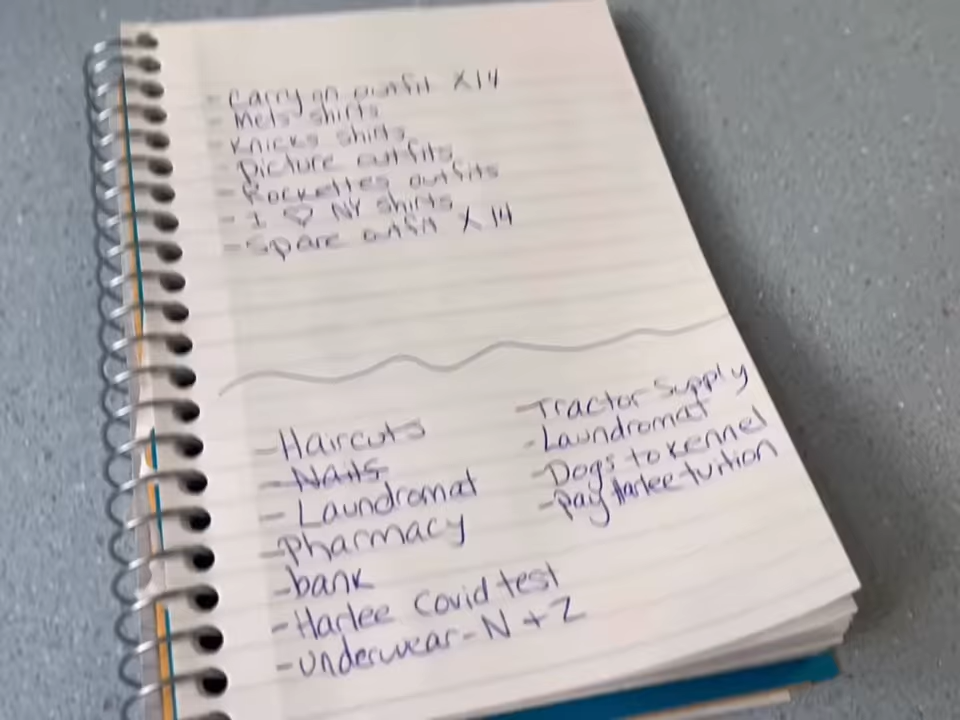 - Carry on outfit X14
- Mets shirts
- Knicks shirts
- Picture outfits
- Rockettes outfits
- I ♡ NY shirts
- Spare outfit X 14
- Haircuts
- Nails
- Laundromat
- Pharmacy
- bank
- Harlee Covid test
- Underwear - N + Z
- Tractor Supply
- Laundromat
- Dogs to Kennel
- Pay Harlee tuition